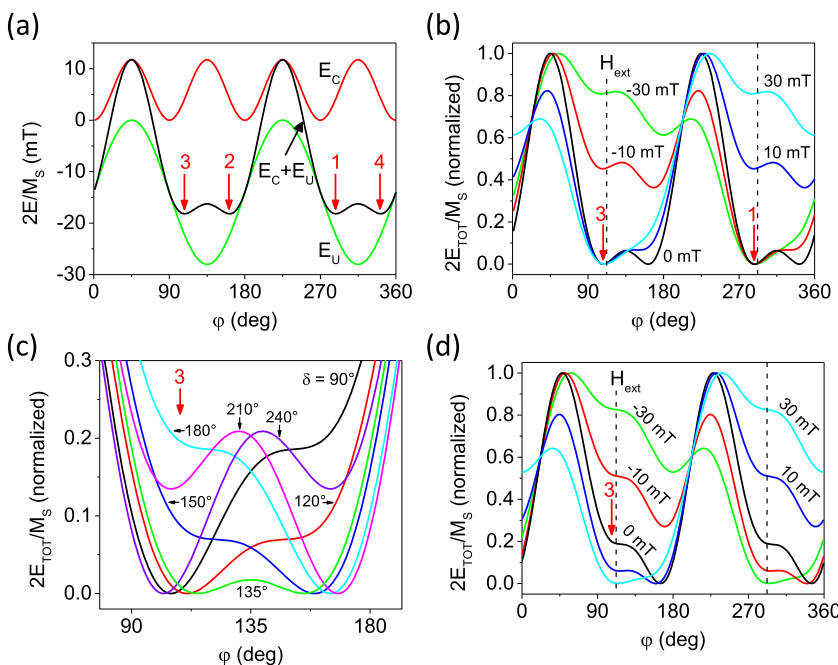 (a)
2E/M_S (mT)
10
0
-10
-20
-30
E_C
3
2
1
4
E_C+E_U
E_U
0
90
180
270
360
φ (deg)
(b)
2E_TOT/M_S (normalized)
1.0
0.8
0.6
0.4
0.2
0.0
H_ext
-30 mT
30 mT
-10 mT
10 mT
3
1
0 mT
0
90
180
270
360
φ (deg)
(c)
2E_TOT/M_S (normalized)
0.3
0.2
0.1
0.0
3
δ = 90°
210°
240°
180°
150°
120°
135°
90
135
180
φ (deg)
(d)
2E_TOT/M_S (normalized)
1.0
0.8
0.6
0.4
0.2
0.0
H_ext
-30 mT
30 mT
-10 mT
10 mT
3
0 mT
0
90
180
270
360
φ (deg)